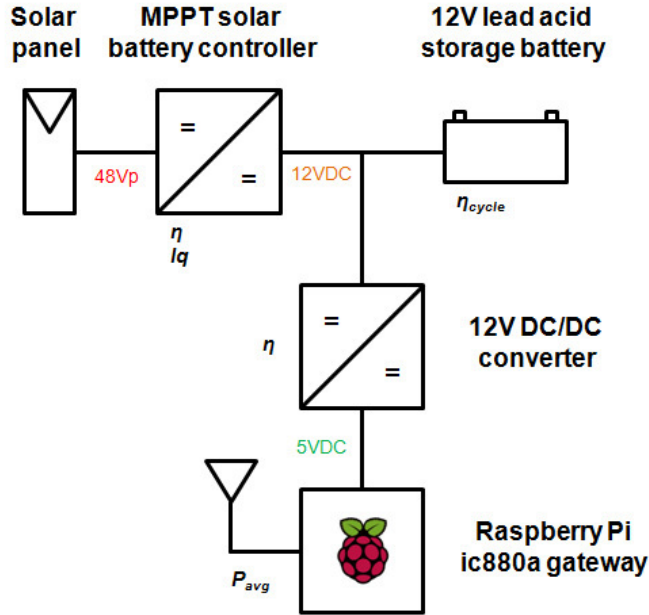 Solar
panel
MPPT solar
battery controller
12V lead acid
storage battery
=
=
48Vp
12VDC
η
Iq
ηcycle
=
=
η
12V DC/DC
converter
5VDC
Raspberry Pi
ic880a gateway
Pavg